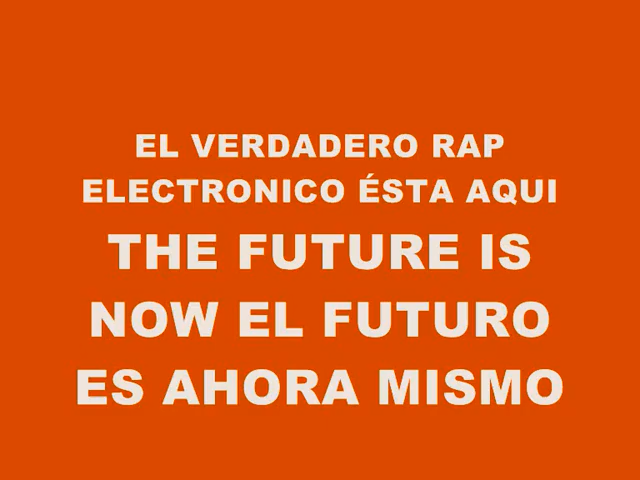 EL VERDADERO RAP
ELECTRONICO ÉSTA AQUI
THE FUTURE IS
NOW EL FUTURO
ES AHORA MISMO